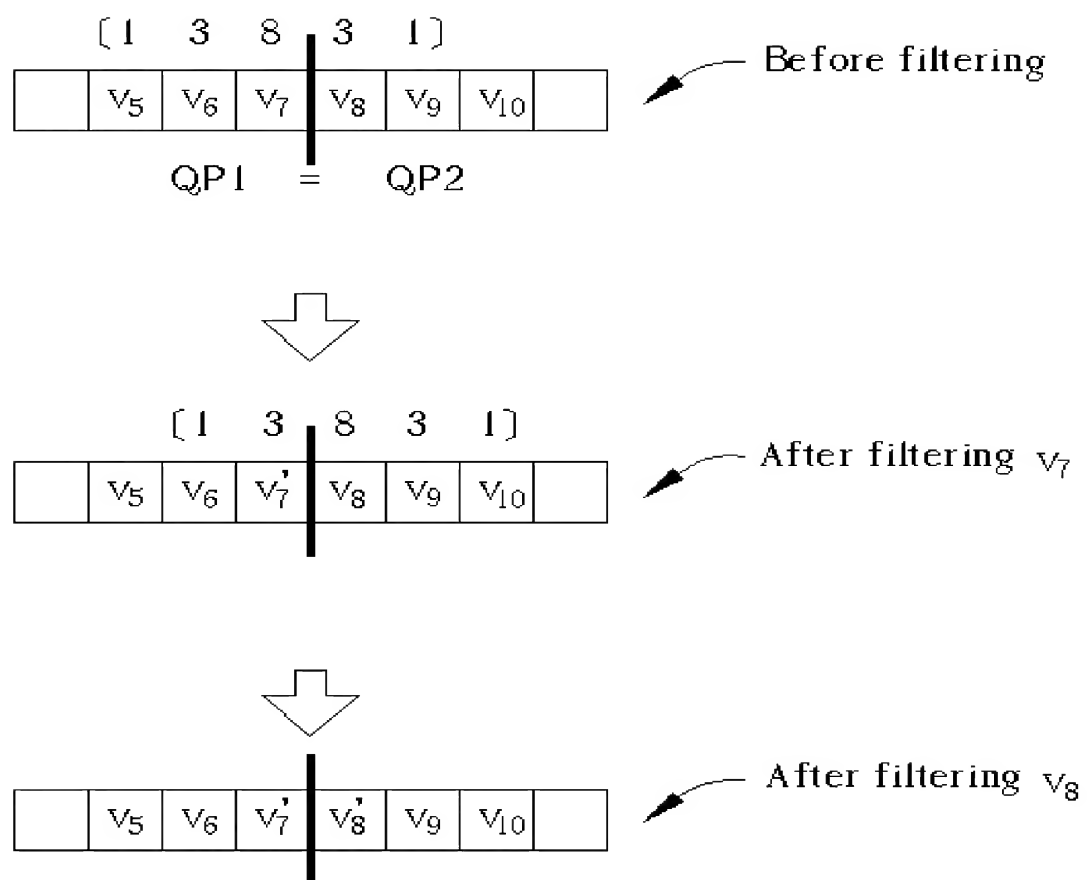 [1 3 8 3 1]
V5 V6 V7 V8 V9 V10
Before filtering
QP1 = QP2
[1 3 8 3 1]
V5 V6 V7' V8 V9 V10
After filtering V7
V5 V6 V7' V8' V9 V10
After filtering V8